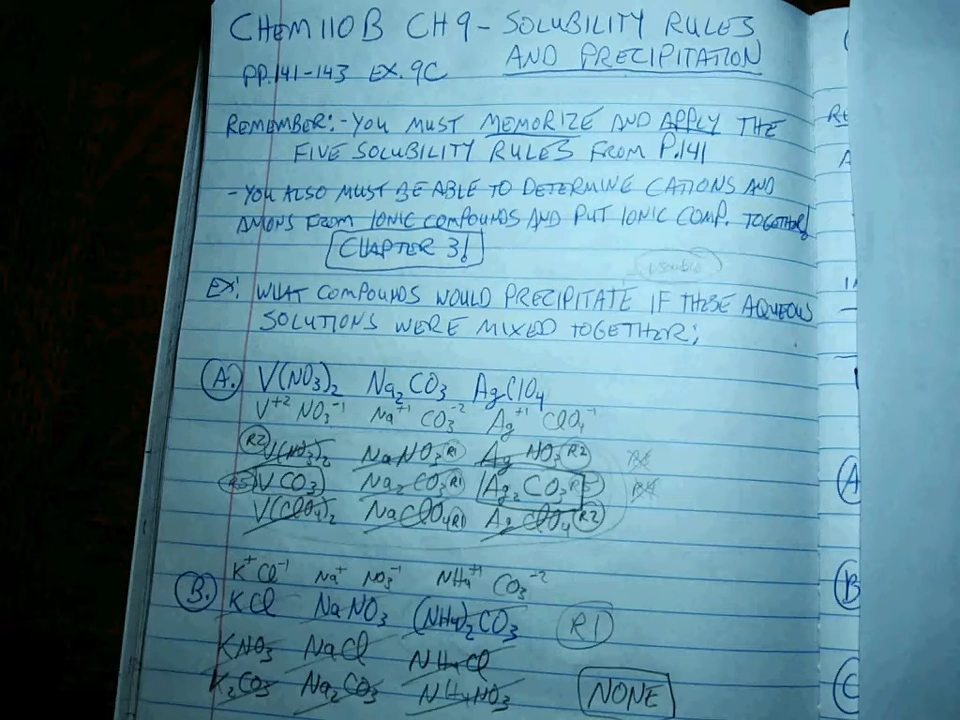 CHEM 110B CH 9 - SOLUBILITY RULES
AND PRECIPITATION
PP. 141-143 EX. 9C
REMEMBER: - YOU MUST MEMORIZE AND APPLY THE
FIVE SOLUBILITY RULES FROM P. 141
- YOU ALSO MUST BE ABLE TO DETERMINE CATIONS AND
ANIONS FROM IONIC COMPOUNDS AND PUT IONIC COMP. TOGETHER!
CHAPTER 3!
EX: WHAT COMPOUNDS WOULD PRECIPITATE IF THESE AQUEOUS
SOLUTIONS WERE MIXED TOGETHER:
A. V(NO3)2 Na2CO3 AgClO4
V+2 NO3-1 Na+1 CO3-2 Ag+1 ClO4-1
R2 V(NO3)2 NaNO3 R1 AgNO3 R2
R5 VCO3 Na2CO3 R1 Ag2CO3 R5
V(ClO4)2 NaClO4 R1 AgClO4 R2
K+ Cl-1 Na+ NO3-1 NH4+1 CO3-2
B. KCl NaNO3 (NH4)2CO3 R1
KNO3 NaCl NH4Cl
K2CO3 Na2CO3 NH4NO3 NONE